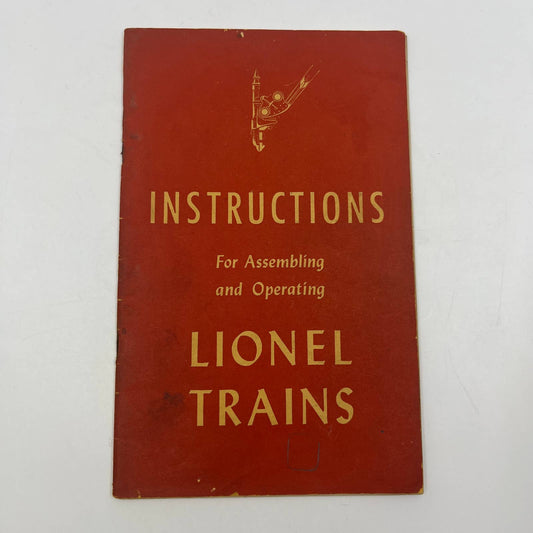 INSTRUCTIONS
For Assembling
and Operating
LIONEL
TRAINS